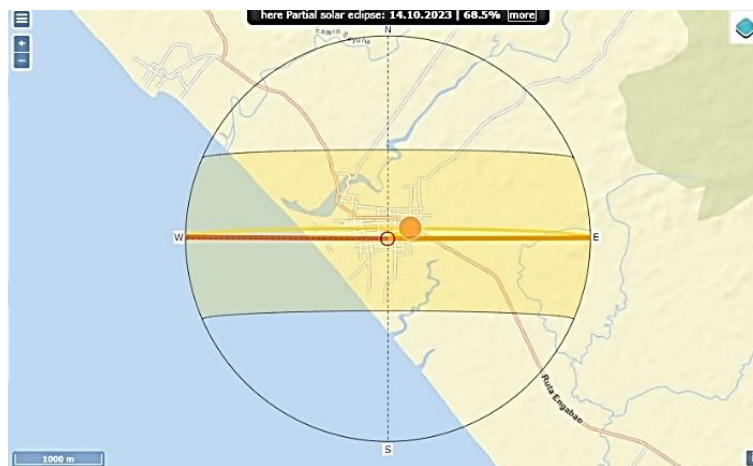 here Partial solar eclipse: 14.10.2023 | 68.5% more
N
+
−
W
E
Ruta Engabao
S
1000 m